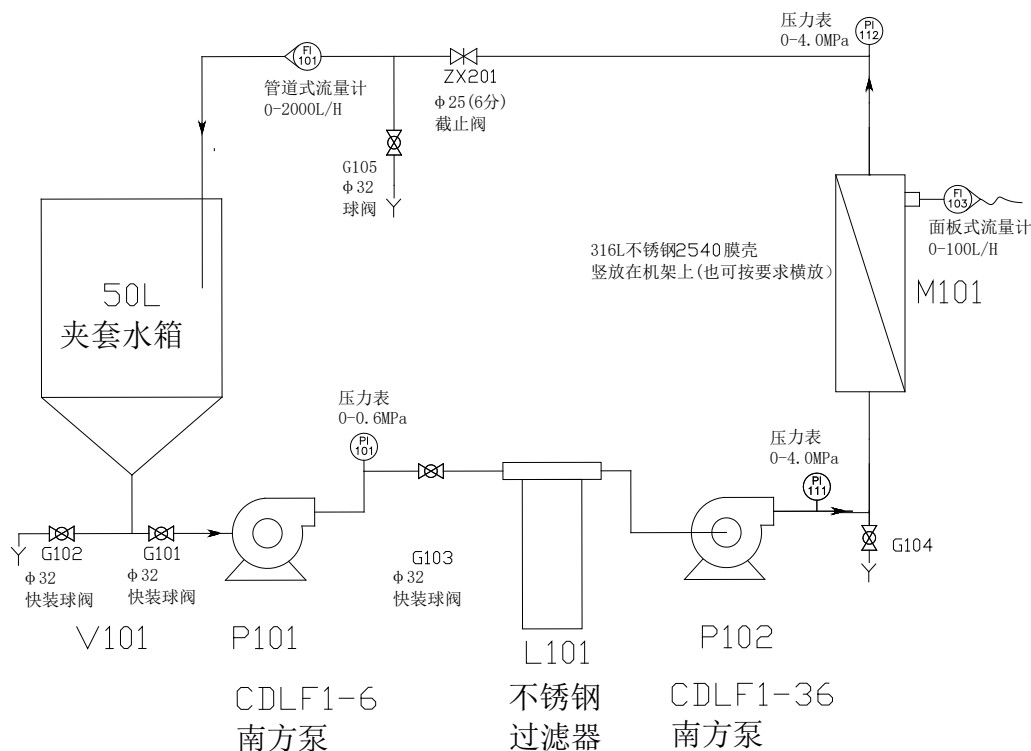 压力表
0-4.0MPa
PI
112
FI
101
管道式流量计
0-2000L/H
ZX201
φ25(6分)
截止阀
G105
φ32
球阀
FI
103
面板式流量计
0-100L/H
316L不锈钢2540膜壳
竖放在机架上(也可按要求横放)
M101
50L
夹套水箱
压力表
0-0.6MPa
PI
101
压力表
0-4.0MPa
PI
111
G102
φ32
快装球阀
G101
φ32
快装球阀
G103
φ32
快装球阀
G104
V101
P101
L101
P102
CDLF1-6
南方泵
不锈钢
过滤器
CDLF1-36
南方泵